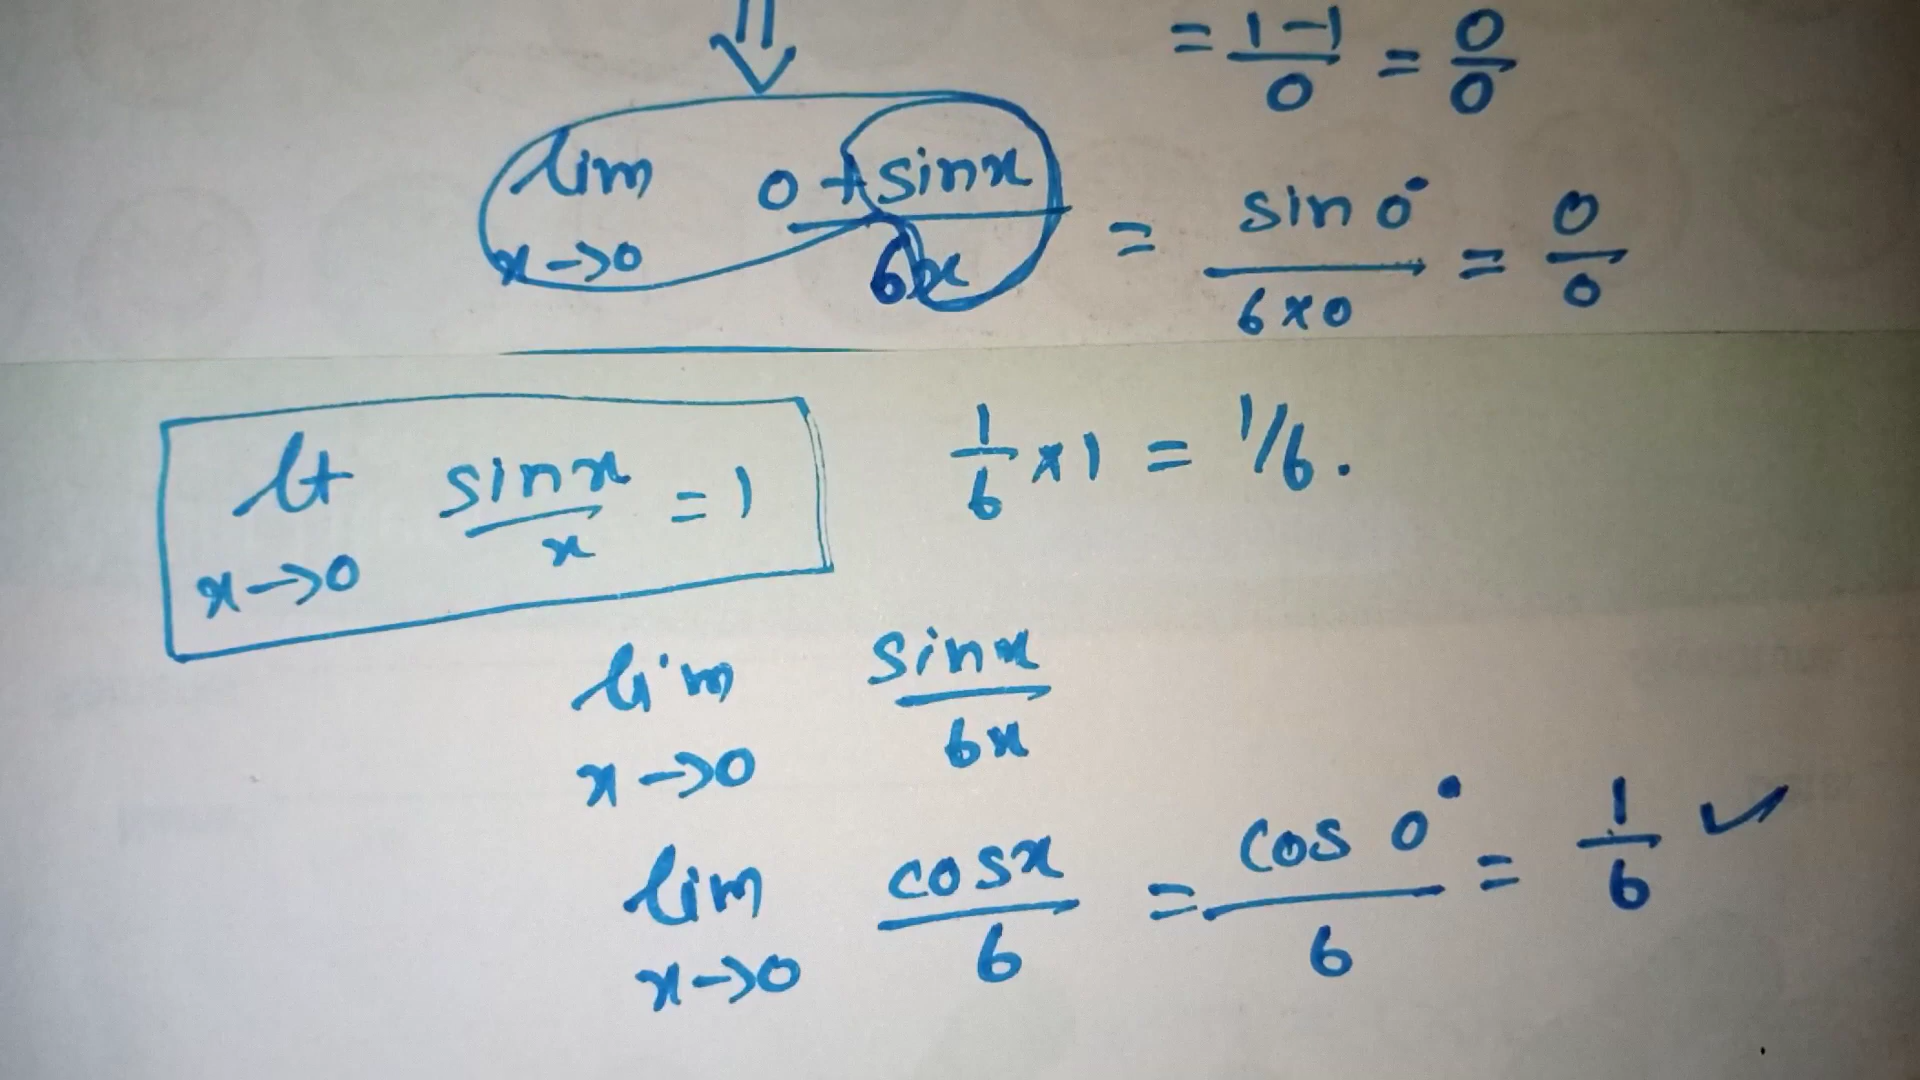 = 1-1/0 = 0/0
lim x→0 0+sinx/6x = sin 0°/6×0 = 0/0
lt x→0 sinx/x = 1
1/6 × 1 = 1/6.
lim x→0 sinx/6x
lim x→0 cosx/6 = cos 0°/6 = 1/6 ✓